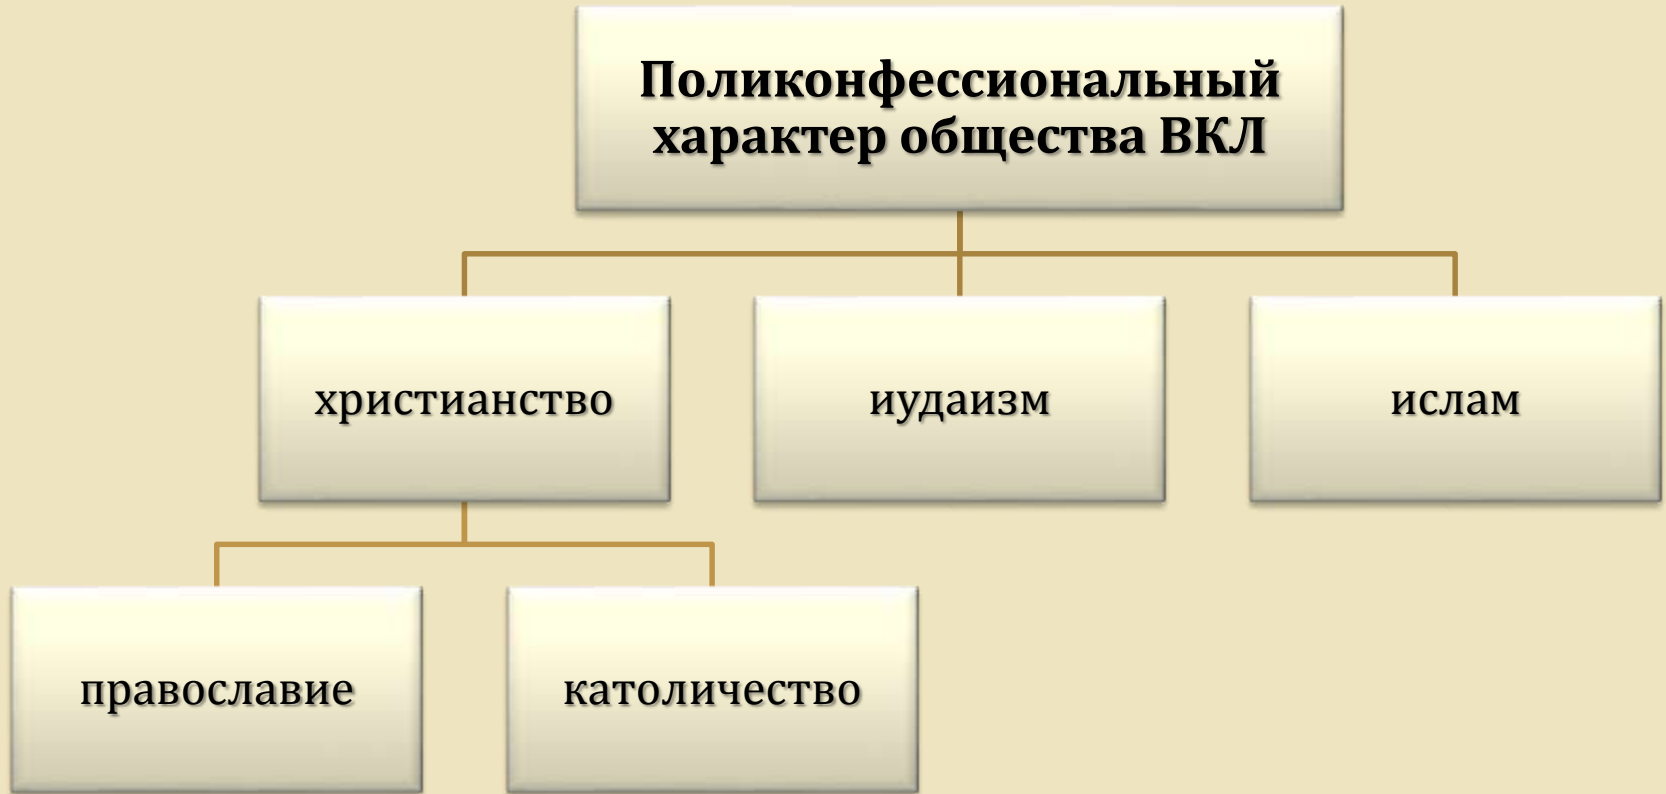 Поликонфессиональный
характер общества ВКЛ
христианство
иудаизм
ислам
православие
католичество